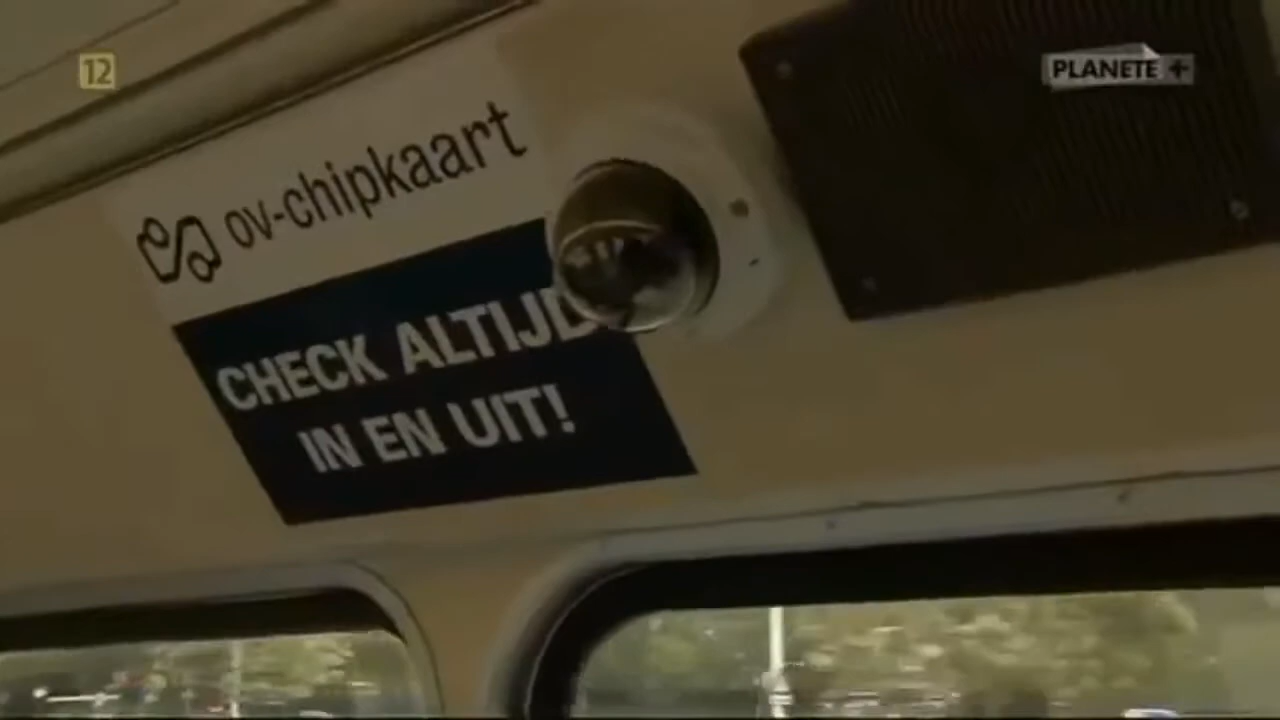 12
PLANETE +
ov-chipkaart
CHECK ALTIJD
IN EN UIT!